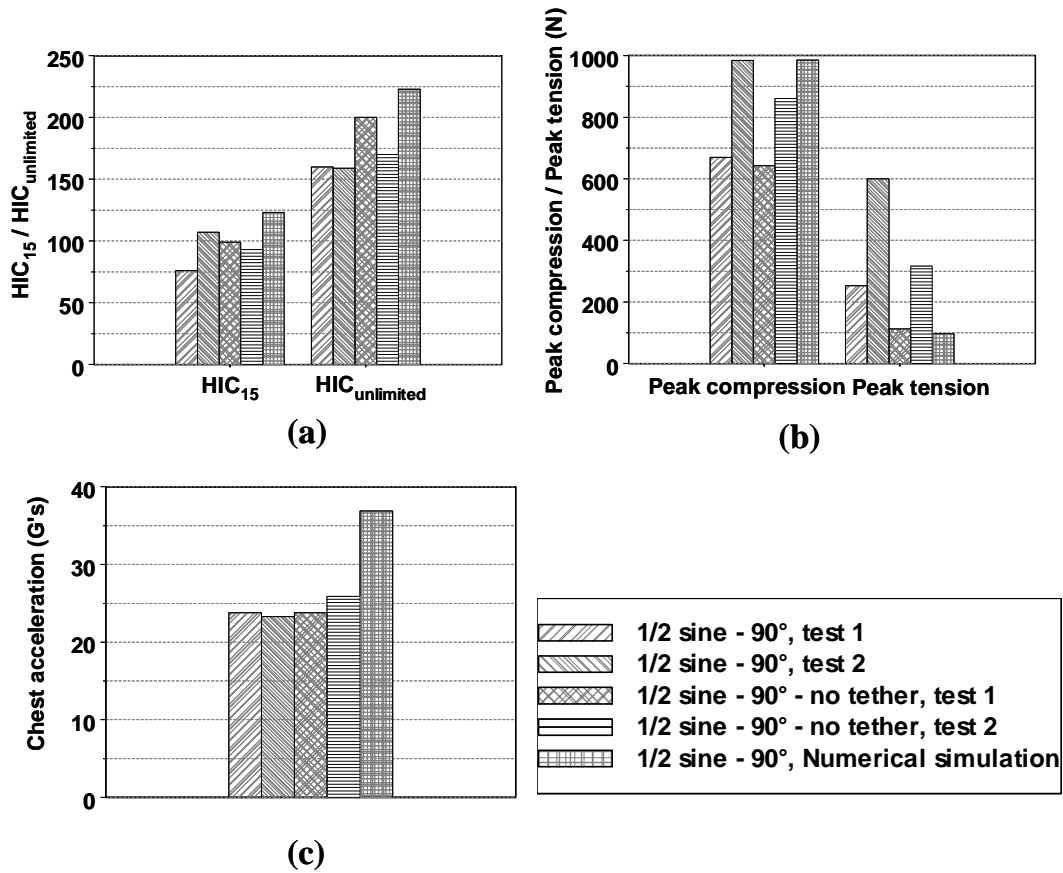 HIC15 / HICunlimited
250
200
150
100
50
0
HIC15
HICunlimited
(a)
Peak compression / Peak tension (N)
1000
800
600
400
200
0
Peak compression
Peak tension
(b)
Chest acceleration (G's)
40
30
20
10
0
(c)
1/2 sine - 90°, test 1
1/2 sine - 90°, test 2
1/2 sine - 90° - no tether, test 1
1/2 sine - 90° - no tether, test 2
1/2 sine - 90°, Numerical simulation